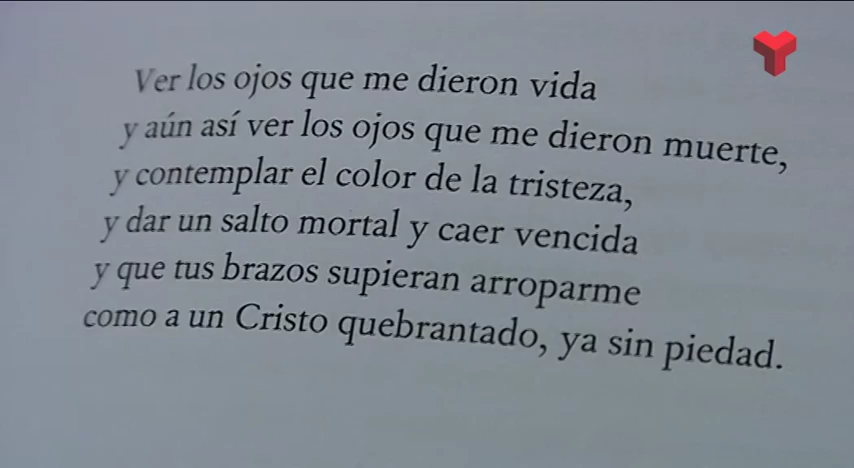 Ver los ojos que me dieron vida
y aún así ver los ojos que me dieron muerte,
y contemplar el color de la tristeza,
y dar un salto mortal y caer vencida
y que tus brazos supieran arroparme
como a un Cristo quebrantado, ya sin piedad.